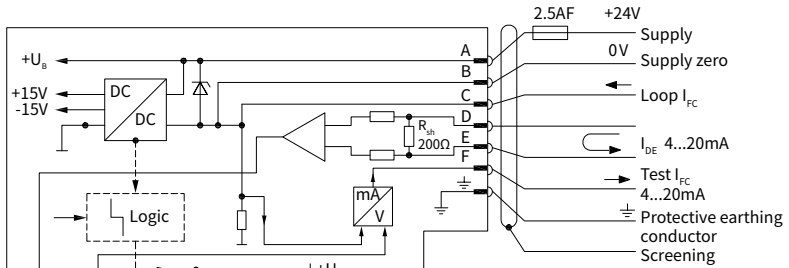 2.5AF +24V
A Supply
+U_B 0V
B Supply zero
+15V DC C Loop I_FC
-15V DC D
R_sh
200Ω E I_DE 4...20mA
F Test I_FC
mA 4...20mA
V
Logic Protective earthing
conductor
Screening